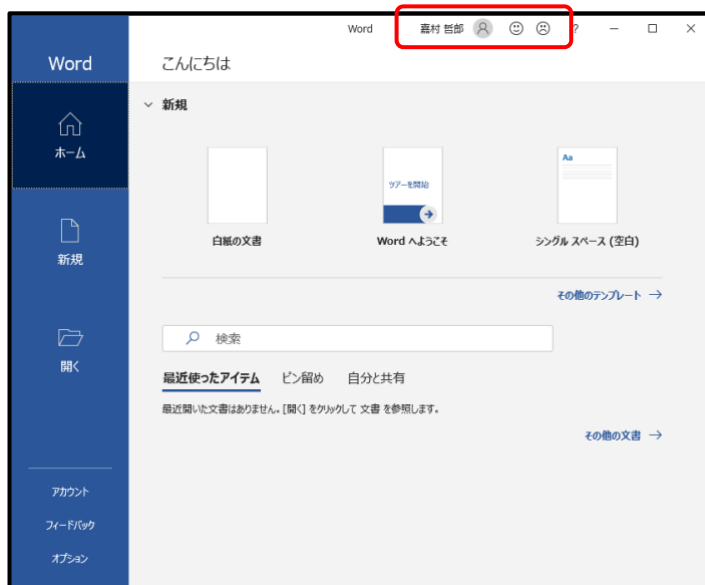 Word 嘉村 哲郎 ?
Word
こんにちは
ホーム
新規
開く
アカウント
フィードバック
オプション
新規
ツアーを開始
Aa
白紙の文書 Word へようこそ シングル スペース (空白)
その他のテンプレート →
検索
最近使ったアイテム ピン留め 自分と共有
最近開いた文書はありません。[開く] をクリックして 文書 を参照します。
その他の文書 →